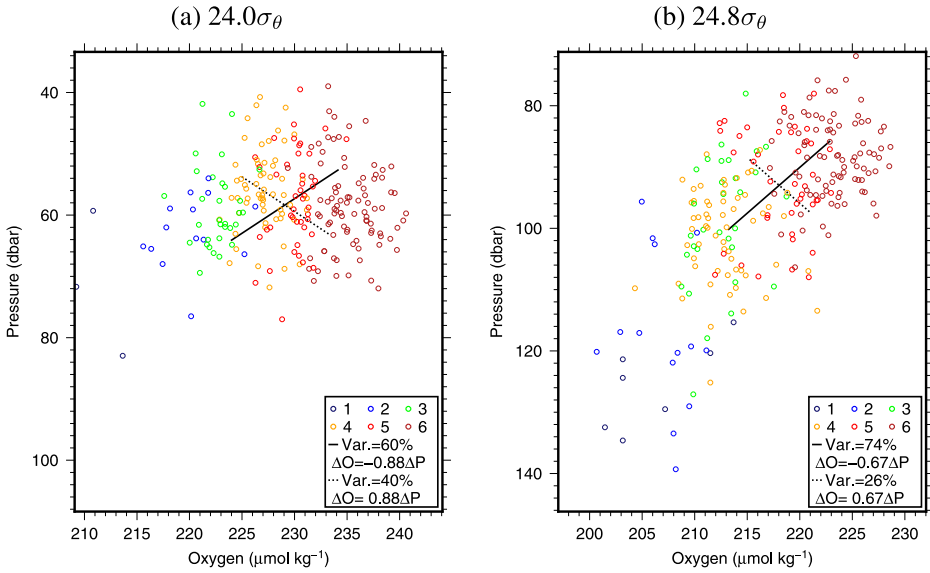 (a) 24.0σθ
40
60
80
100
Pressure (dbar)
1 2 3
4 5 6
Var.=60%
ΔO=−0.88ΔP
Var.=40%
ΔO= 0.88ΔP
210 215 220 225 230 235 240
Oxygen (μmol kg⁻¹)
(b) 24.8σθ
80
100
120
140
Pressure (dbar)
1 2 3
4 5 6
Var.=74%
ΔO=−0.67ΔP
Var.=26%
ΔO= 0.67ΔP
200 205 210 215 220 225 230
Oxygen (μmol kg⁻¹)